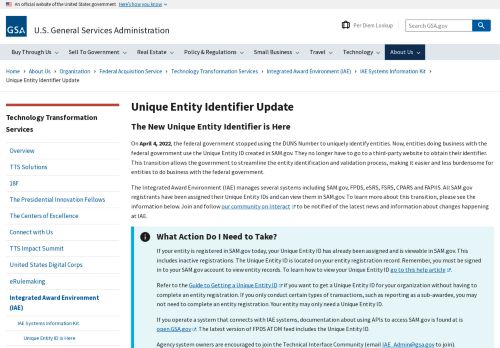 An official website of the United States government Here's how you know
GSA U.S. General Services Administration
Per Diem Lookup
Search GSA.gov
Buy Through Us Sell To Government Real Estate Policy & Regulations Small Business Travel Technology About Us
Home › About Us › Organization › Federal Acquisition Service › Technology Transformation Services › Integrated Award Environment (IAE) › IAE Systems Information Kit ›
Unique Entity Identifier Update
Technology Transformation
Services
Overview
TTS Solutions
18F
The Presidential Innovation Fellows
The Centers of Excellence
Connect with Us
TTS Impact Summit
United States Digital Corps
eRulemaking
Integrated Award Environment
(IAE)
IAE Systems Information Kit
Unique Entity ID is Here
Unique Entity Identifier Update
The New Unique Entity Identifier is Here
On April 4, 2022, the federal government stopped using the DUNS Number to uniquely identify entities. Now, entities doing business with the
federal government use the Unique Entity ID created in SAM.gov. They no longer have to go to a third-party website to obtain their identifier.
This transition allows the government to streamline the entity identification and validation process, making it easier and less burdensome for
entities to do business with the federal government.
The Integrated Award Environment (IAE) manages several systems including SAM.gov, FPDS, eSRS, FSRS, CPARS and FAPIIS. All SAM.gov
registrants have been assigned their Unique Entity IDs and can view them in SAM.gov. To learn more about this transition, please see the
information below. Join and follow our community on Interact to be notified of the latest news and information about changes happening
at IAE.
What Action Do I Need to Take?
If your entity is registered in SAM.gov today, your Unique Entity ID has already been assigned and is viewable in SAM.gov. This
includes inactive registrations. The Unique Entity ID is located on your entity registration record. Remember, you must be signed
in to your SAM.gov account to view entity records. To learn how to view your Unique Entity ID go to this help article.
Refer to the Guide to Getting a Unique Entity ID if you want to get a Unique Entity ID for your organization without having to
complete an entity registration. If you only conduct certain types of transactions, such as reporting as a sub-awardee, you may
not need to complete an entity registration. Your entity may only need a Unique Entity ID.
If you operate a system that connects with IAE systems, documentation about using APIs to access SAM.gov is found at
open.GSA.gov. The latest version of FPDS ATOM feed includes the Unique Entity ID.
Agency system owners are encouraged to join the Technical Interface Community (email IAE_Admin@gsa.gov to join).